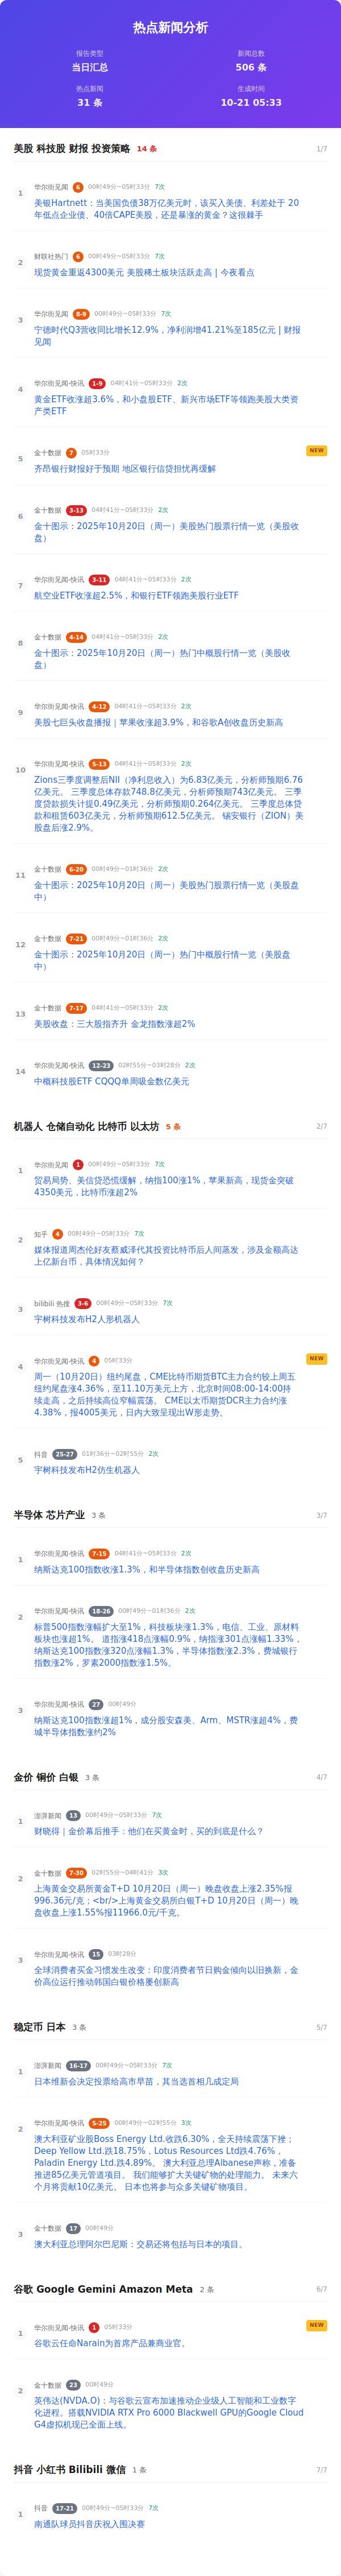 热点新闻分析
报告类型
新闻总数
当日汇总
506 条
热点新闻
生成时间
31 条
10-21 05:33
美股 科技股 财报 投资策略 14 条 1/7
1
华尔街见闻 6 00时49分~05时33分 7次
美银Hartnett：当美国负债38万亿美元时，该买入美债、利差处于 20
年低点企业债、40倍CAPE美股，还是暴涨的黄金？这很棘手
2
财联社热门 6 00时49分~05时33分 7次
现货黄金重返4300美元 美股稀土板块活跃走高 | 今夜看点
3
华尔街见闻 8-9 00时49分~05时33分 7次
宁德时代Q3营收同比增长12.9%，净利润增41.21%至185亿元 | 财报
见闻
4
华尔街见闻-快讯 1-9 04时41分~05时33分 2次
黄金ETF收涨超3.6%，和小盘股ETF、新兴市场ETF等领跑美股大类资
产类ETF
5
金十数据 7 05时33分 NEW
齐昂银行财报好于预期 地区银行信贷担忧再缓解
6
金十数据 3-13 04时41分~05时33分 2次
金十图示：2025年10月20日（周一）美股热门股票行情一览（美股收
盘）
7
华尔街见闻-快讯 3-11 04时41分~05时33分 2次
航空业ETF收涨超2.5%，和银行ETF领跑美股行业ETF
8
金十数据 4-14 04时41分~05时33分 2次
金十图示：2025年10月20日（周一）热门中概股行情一览（美股收
盘）
9
华尔街见闻-快讯 4-12 04时41分~05时33分 2次
美股七巨头收盘播报｜苹果收涨超3.9%，和谷歌A创收盘历史新高
10
华尔街见闻-快讯 5-13 04时41分~05时33分 2次
Zions三季度调整后NII（净利息收入）为6.83亿美元，分析师预期6.76
亿美元。 三季度总体存款748.8亿美元，分析师预期743亿美元。 三季
度贷款损失计提0.49亿美元，分析师预期0.264亿美元。 三季度总体贷
款和租赁603亿美元，分析师预期612.5亿美元。 锡安银行（ZION）美
股盘后涨2.9%。
11
金十数据 6-20 00时49分~01时36分 2次
金十图示：2025年10月20日（周一）美股热门股票行情一览（美股盘
中）
12
金十数据 7-21 00时49分~01时36分 2次
金十图示：2025年10月20日（周一）热门中概股行情一览（美股盘
中）
13
金十数据 7-17 04时41分~05时33分 2次
美股收盘：三大股指齐升 金龙指数涨超2%
14
华尔街见闻-快讯 12-23 02时55分~03时28分 2次
中概科技股ETF CQQQ单周吸金数亿美元
机器人 仓储自动化 比特币 以太坊 5 条 2/7
1
华尔街见闻 1 00时49分~05时33分 7次
贸易局势、美信贷恐慌缓解，纳指100涨1%，苹果新高，现货金突破
4350美元，比特币涨超2%
2
知乎 4 00时49分~05时33分 7次
媒体报道周杰伦好友蔡威泽代其投资比特币后人间蒸发，涉及金额高达
上亿新台币，具体情况如何？
3
bilibili 热搜 3-6 00时49分~05时33分 7次
宇树科技发布H2人形机器人
4
华尔街见闻-快讯 4 05时33分 NEW
周一（10月20日）纽约尾盘，CME比特币期货BTC主力合约较上周五
纽约尾盘涨4.36%，至11.10万美元上方，北京时间08:00-14:00持
续走高，之后持续高位窄幅震荡。 CME以太币期货DCR主力合约涨
4.38%，报4005美元，日内大致呈现出W形走势。
5
抖音 25-27 01时36分~02时55分 2次
宇树科技发布H2仿生机器人
半导体 芯片产业 3 条 3/7
1
华尔街见闻-快讯 7-15 04时41分~05时33分 2次
纳斯达克100指数收涨1.3%，和半导体指数创收盘历史新高
2
华尔街见闻-快讯 18-26 00时49分~01时36分 2次
标普500指数涨幅扩大至1%，科技板块涨1.3%，电信、工业、原材料
板块也涨超1%。 道指涨418点涨幅0.9%，纳指涨301点涨幅1.33%，
纳斯达克100指数涨320点涨幅1.3%，半导体指数涨2.3%，费城银行
指数涨2%，罗素2000指数涨1.5%。
3
华尔街见闻-快讯 27 00时49分
纳斯达克100指数涨超1%，成分股安森美、Arm、MSTR涨超4%，费
城半导体指数涨约2%
金价 铜价 白银 3 条 4/7
1
澎湃新闻 13 00时49分~05时33分 7次
财晓得｜金价幕后推手：他们在买黄金时，买的到底是什么？
2
金十数据 7-30 02时55分~04时41分 3次
上海黄金交易所黄金T+D 10月20日（周一）晚盘收盘上涨2.35%报
996.36元/克；<br/>上海黄金交易所白银T+D 10月20日（周一）晚
盘收盘上涨1.55%报11966.0元/千克。
3
华尔街见闻-快讯 15 03时28分
全球消费者买金习惯发生改变：印度消费者节日购金倾向以旧换新，金
价高位运行推动韩国白银价格屡创新高
稳定币 日本 3 条 5/7
1
澎湃新闻 16-17 00时49分~05时33分 7次
日本维新会决定投票给高市早苗，其当选首相几成定局
2
华尔街见闻-快讯 5-25 00时49分~02时55分 3次
澳大利亚矿业股Boss Energy Ltd.收跌6.30%，全天持续震荡下挫；
Deep Yellow Ltd.跌18.75%，Lotus Resources Ltd跌4.76%，
Paladin Energy Ltd.跌4.89%。 澳大利亚总理Albanese声称，准备
推进85亿美元管道项目。 我们能够扩大关键矿物的处理能力。 未来六
个月将贡献10亿美元。 日本也将参与众多关键矿物项目。
3
金十数据 17 00时49分
澳大利亚总理阿尔巴尼斯：交易还将包括与日本的项目。
谷歌 Google Gemini Amazon Meta 2 条 6/7
1
华尔街见闻-快讯 1 05时33分 NEW
谷歌云任命Narain为首席产品兼商业官。
2
金十数据 23 00时49分
英伟达(NVDA.O)：与谷歌云宣布加速推动企业级人工智能和工业数字
化进程。搭载NVIDIA RTX Pro 6000 Blackwell GPU的Google Cloud
G4虚拟机现已全面上线。
抖音 小红书 Bilibili 微信 1 条 7/7
1
抖音 17-21 00时49分~05时33分 7次
南通队球员抖音庆祝入围决赛